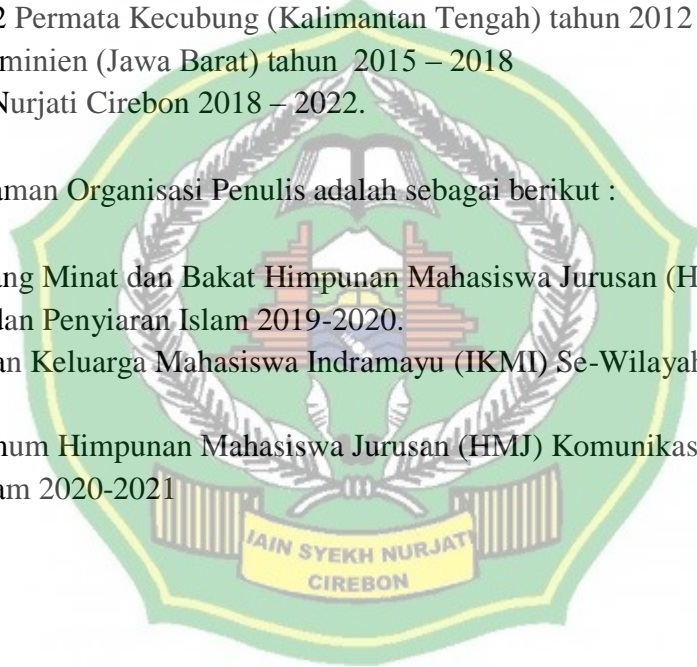 2 Permata Kecubung (Kalimantan Tengah) tahun 2012
minien (Jawa Barat) tahun 2015 – 2018
Nurjati Cirebon 2018 – 2022.
aman Organisasi Penulis adalah sebagai berikut :
ang Minat dan Bakat Himpunan Mahasiswa Jurusan (H
dan Penyiaran Islam 2019-2020.
an Keluarga Mahasiswa Indramayu (IKMI) Se-Wilayah
num Himpunan Mahasiswa Jurusan (HMJ) Komunikas
am 2020-2021
IAIN SYEKH NURJATI
CIREBON